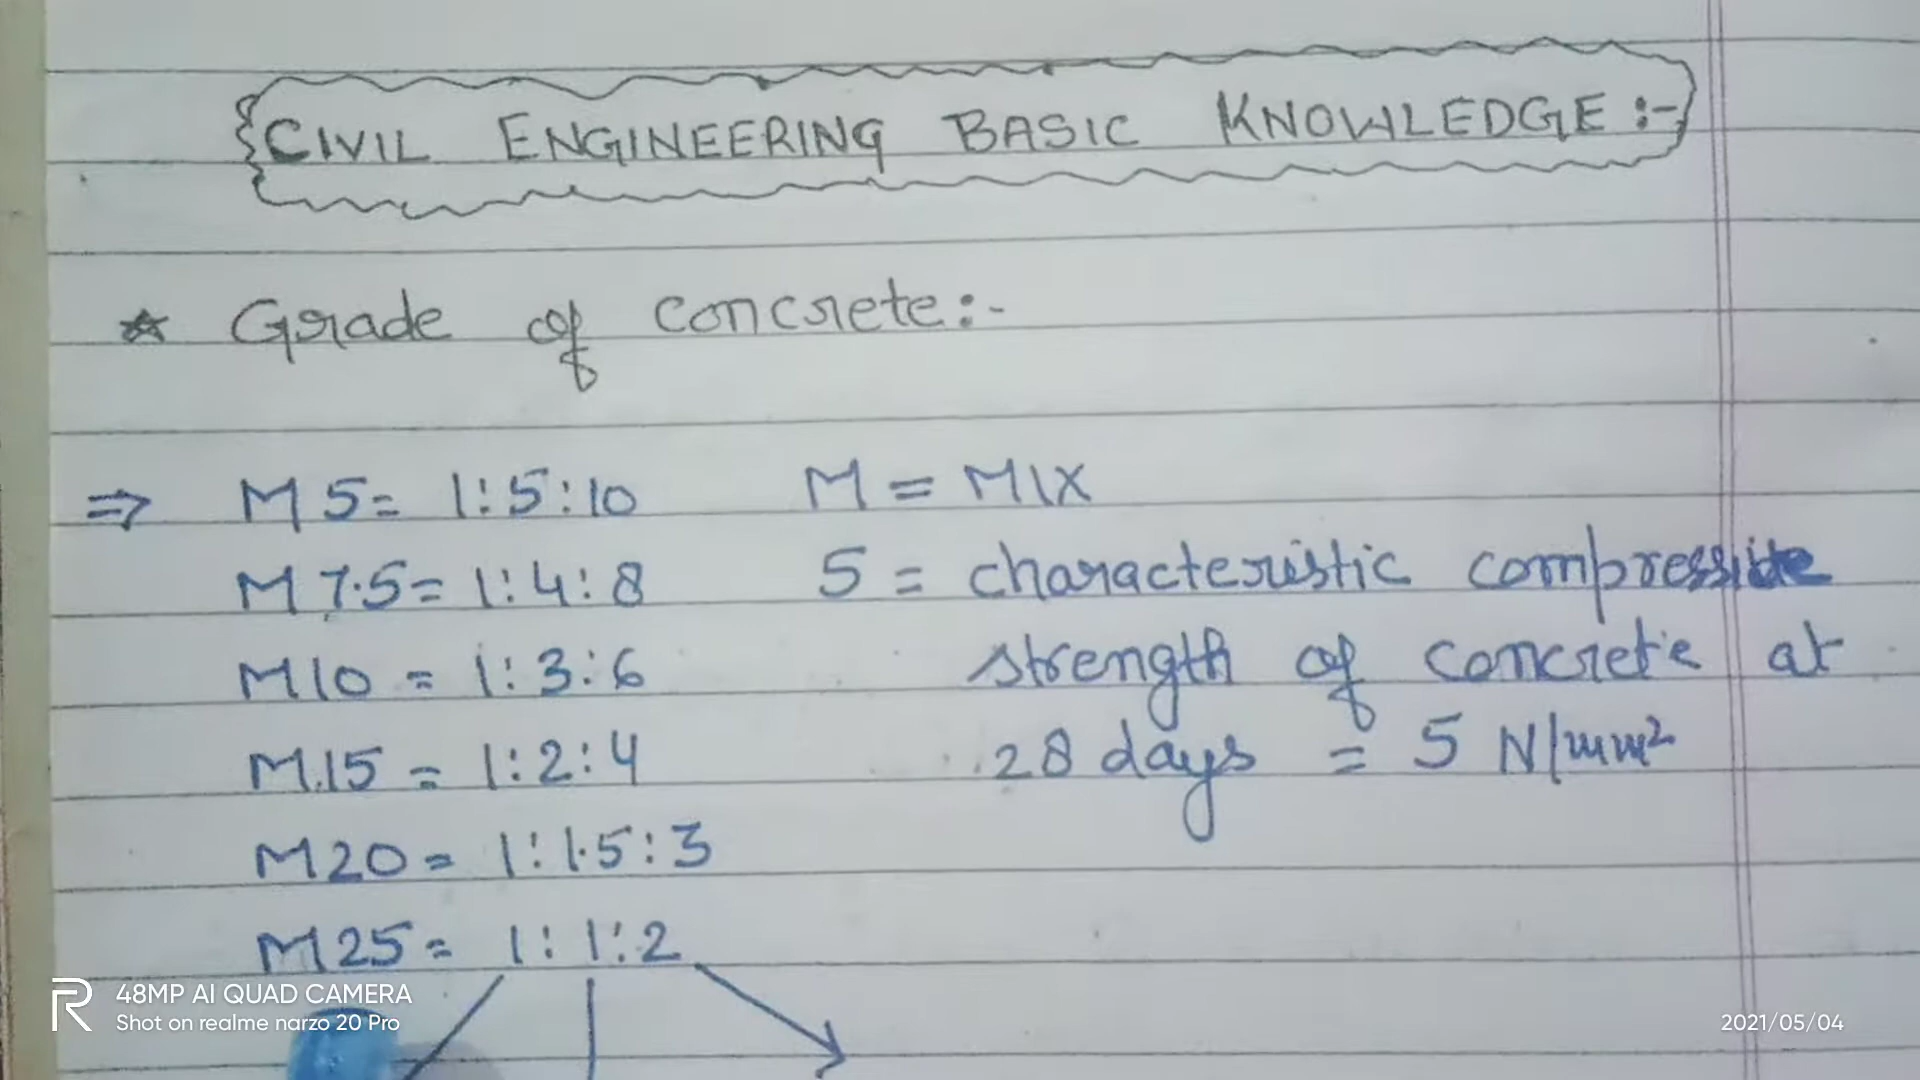 CIVIL ENGINEERING BASIC KNOWLEDGE :-
☆ Grade of concrete :-
⇒ M 5 = 1:5:10 M = MIX
M 7.5 = 1:4:8 5 = characteristic compressive
M10 = 1:3:6 strength of concrete at
M15 = 1:2:4 28 days = 5 N/mm²
M20 = 1:1.5:3
M25 = 1:1:2
48MP AI QUAD CAMERA
Shot on realme narzo 20 Pro
2021/05/04